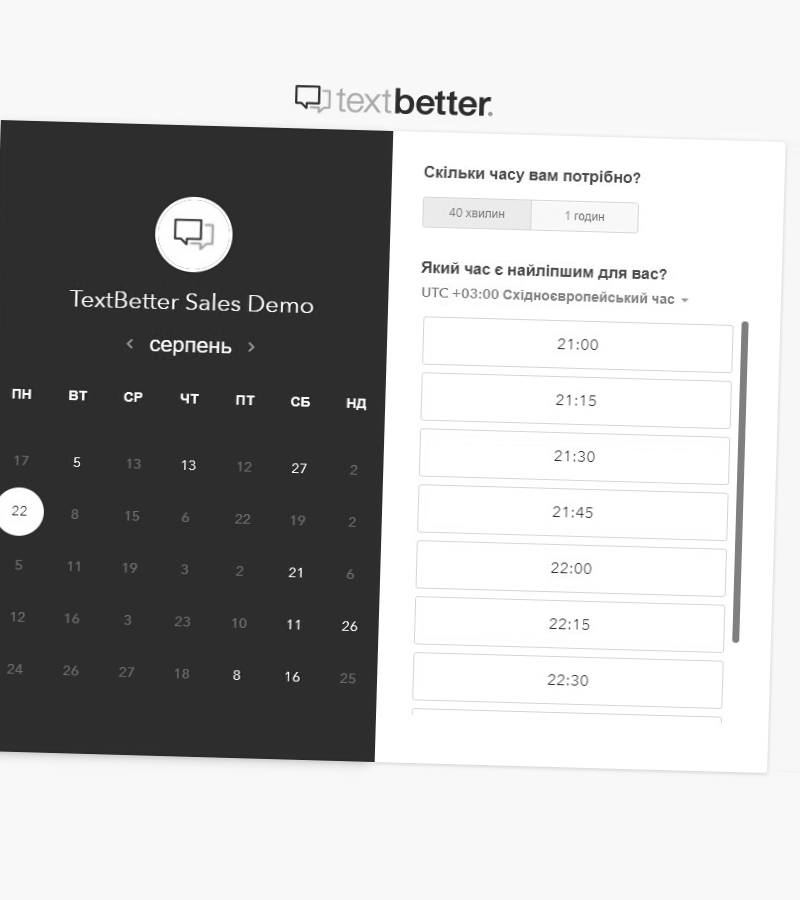 textbetter.
TextBetter Sales Demo
серпень
ПН ВТ СР ЧТ ПТ СБ НД
17 5 13 13 12 27 2
22 8 15 6 22 19 2
5 11 19 3 2 21 6
12 16 3 23 10 11 26
24 26 27 18 8 16 25
Скільки часу вам потрібно?
40 хвилин 1 годин
Який час є найліпшим для вас?
UTC +03:00 Східноєвропейський час
21:00
21:15
21:30
21:45
22:00
22:15
22:30